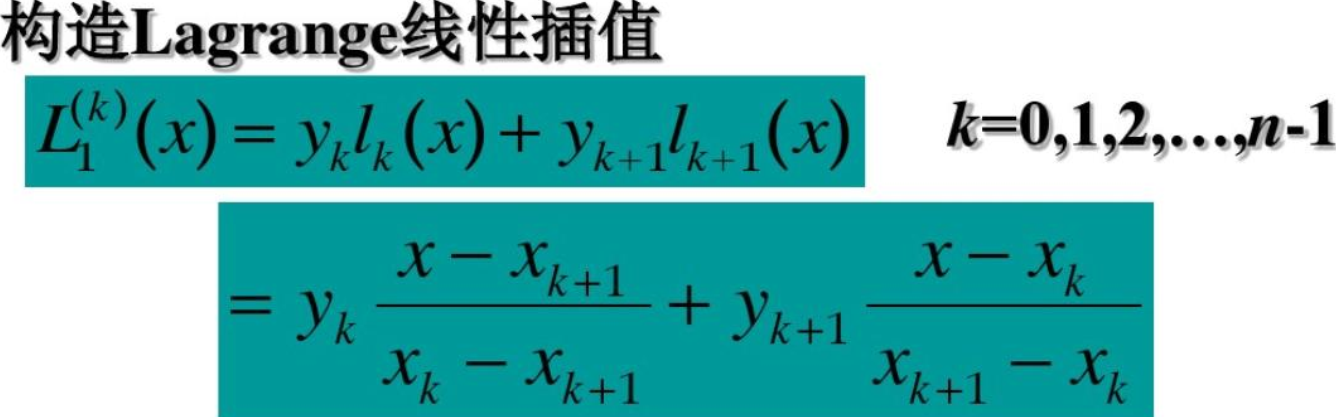 构造Lagrange线性插值
L_1^{(k)}(x) = y_k l_k(x) + y_{k+1} l_{k+1}(x) k=0,1,2,…,n-1
= y_k \frac{x - x_{k+1}}{x_k - x_{k+1}} + y_{k+1} \frac{x - x_k}{x_{k+1} - x_k}